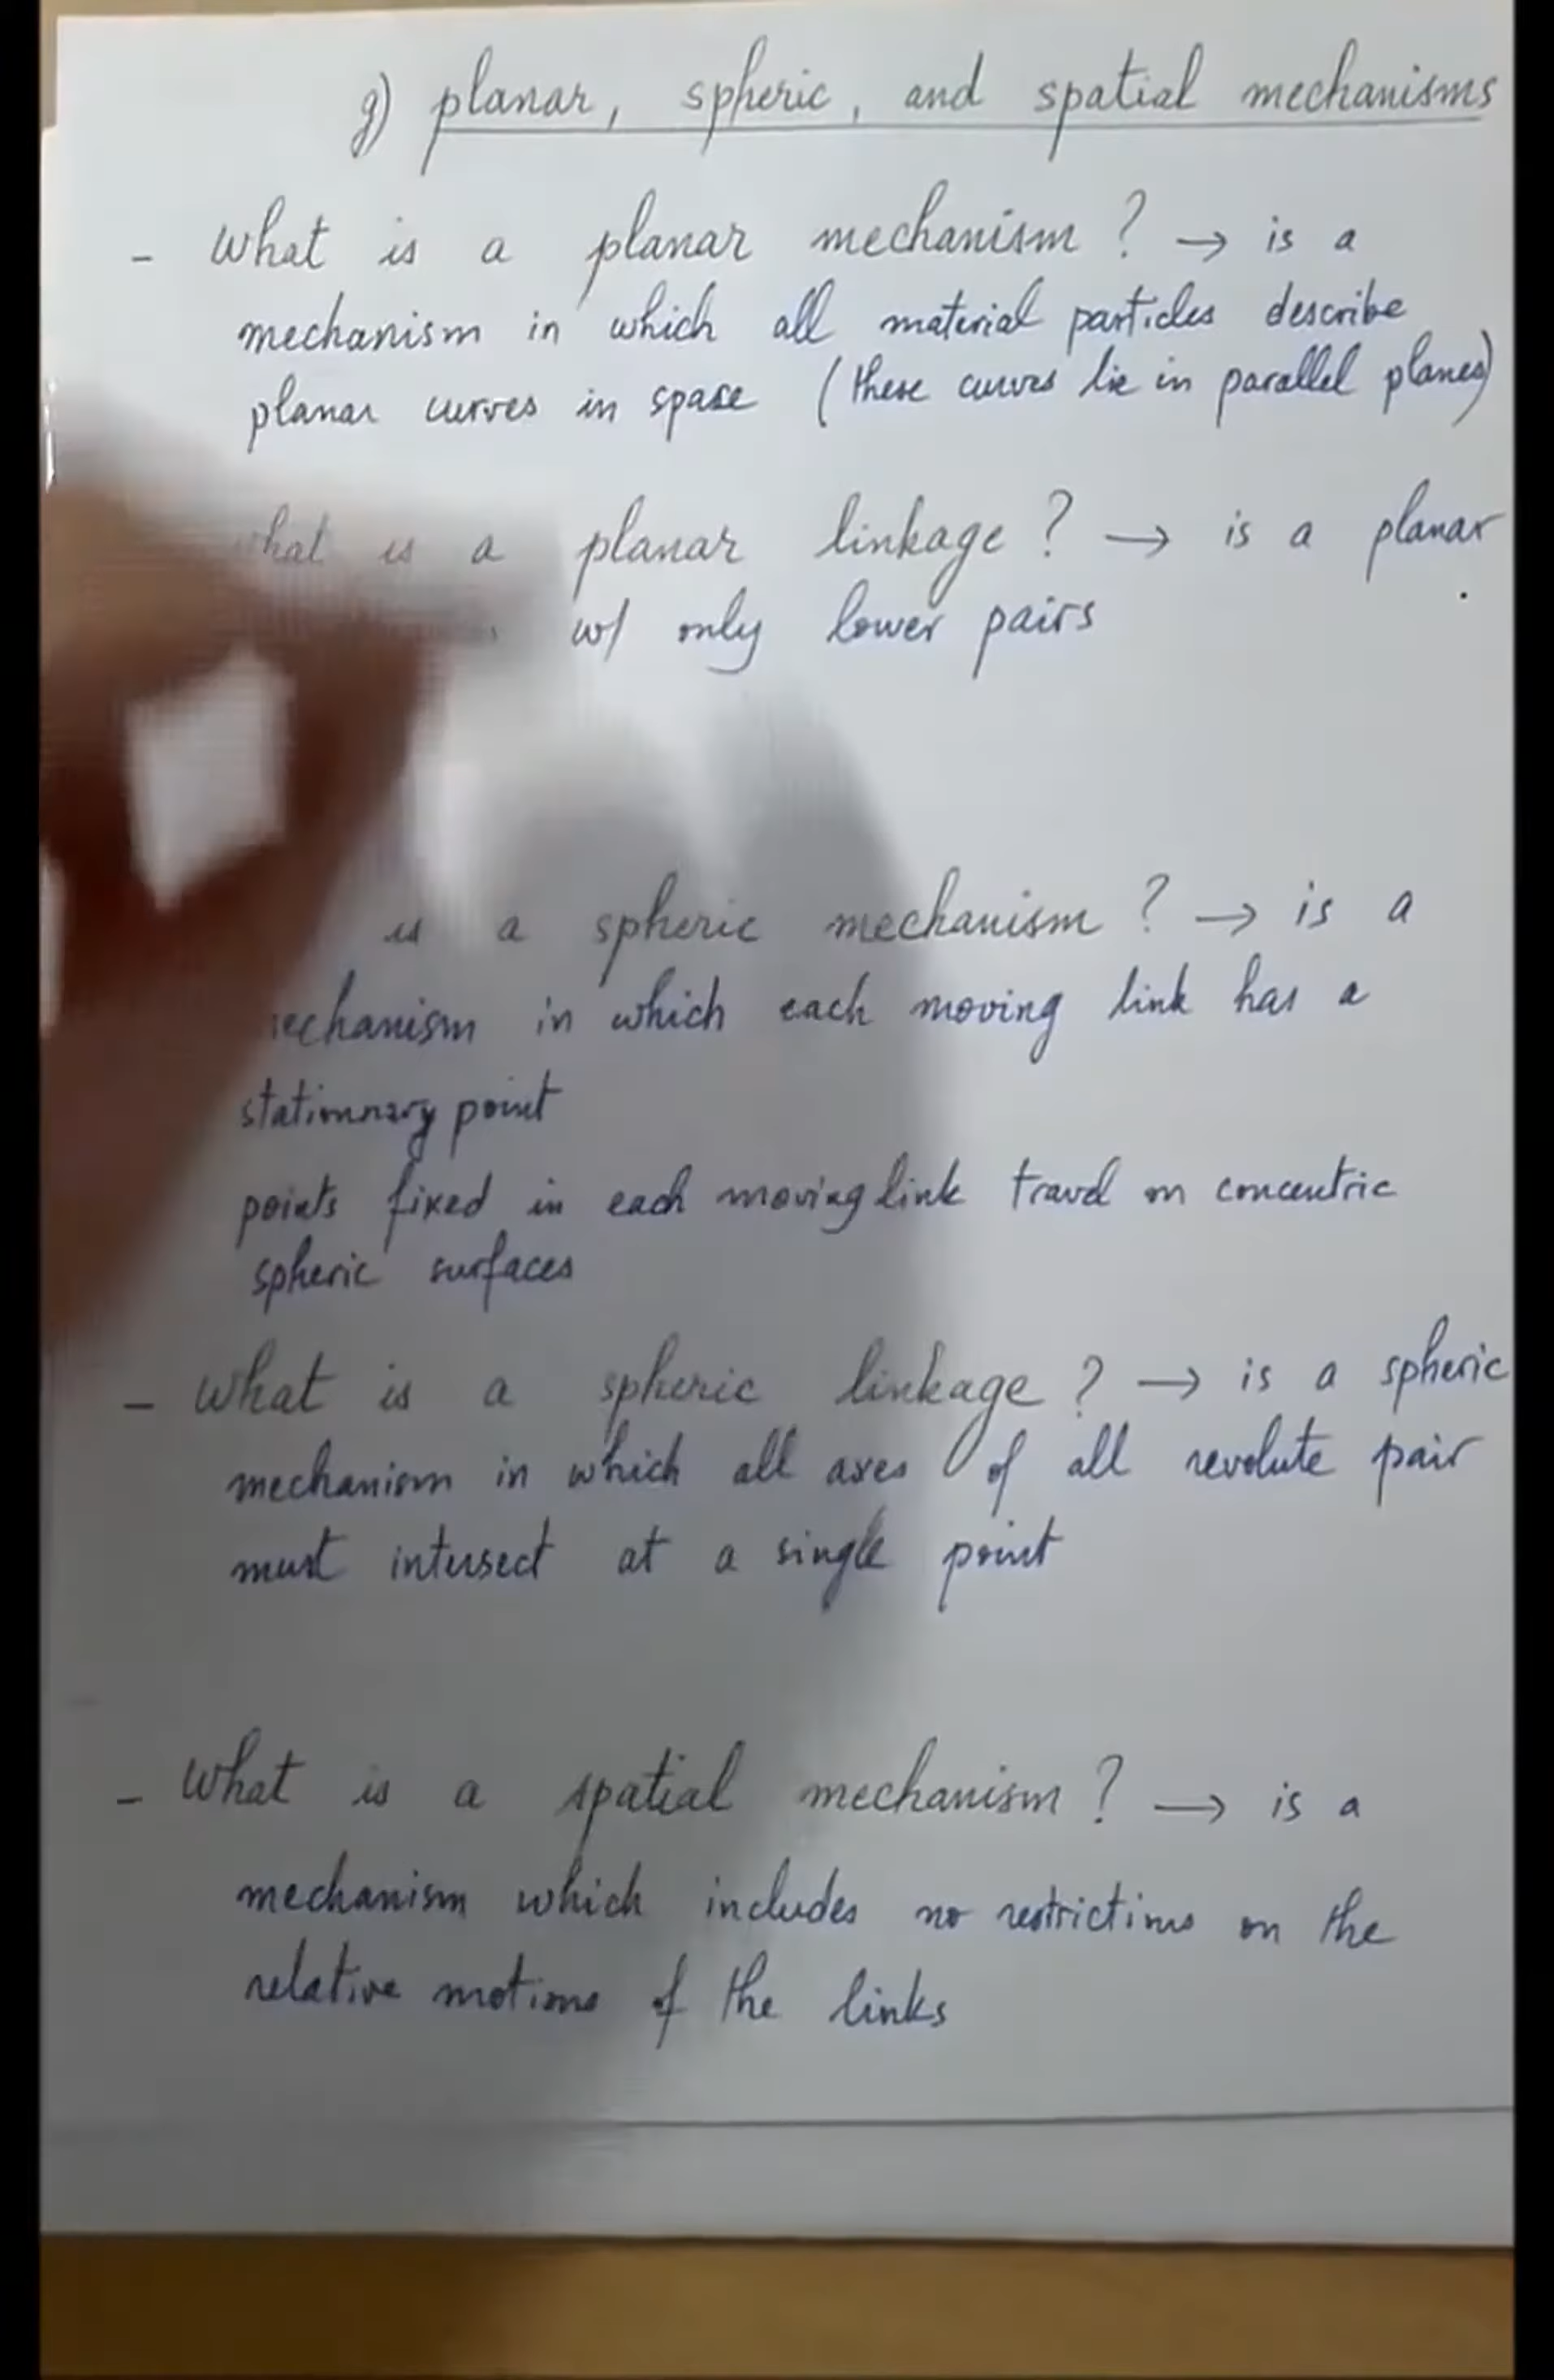 g) planar, spheric, and spatial mechanisms
- what is a planar mechanism? → is a
mechanism in which all material particles describe
planar curves in space (these curves lie in parallel planes)
is a planar linkage? → is a planar
w/ only lower pairs
is a spheric mechanism? → is a
mechanism in which each moving link has a
stationnary point
points fixed in each moving link travel on concentric
spheric surfaces
- what is a spheric linkage? → is a spheric
mechanism in which all axes of all revolute pair
must intersect at a single point
- what is a spatial mechanism? → is a
mechanism which includes no restrictions on the
relative motions of the links